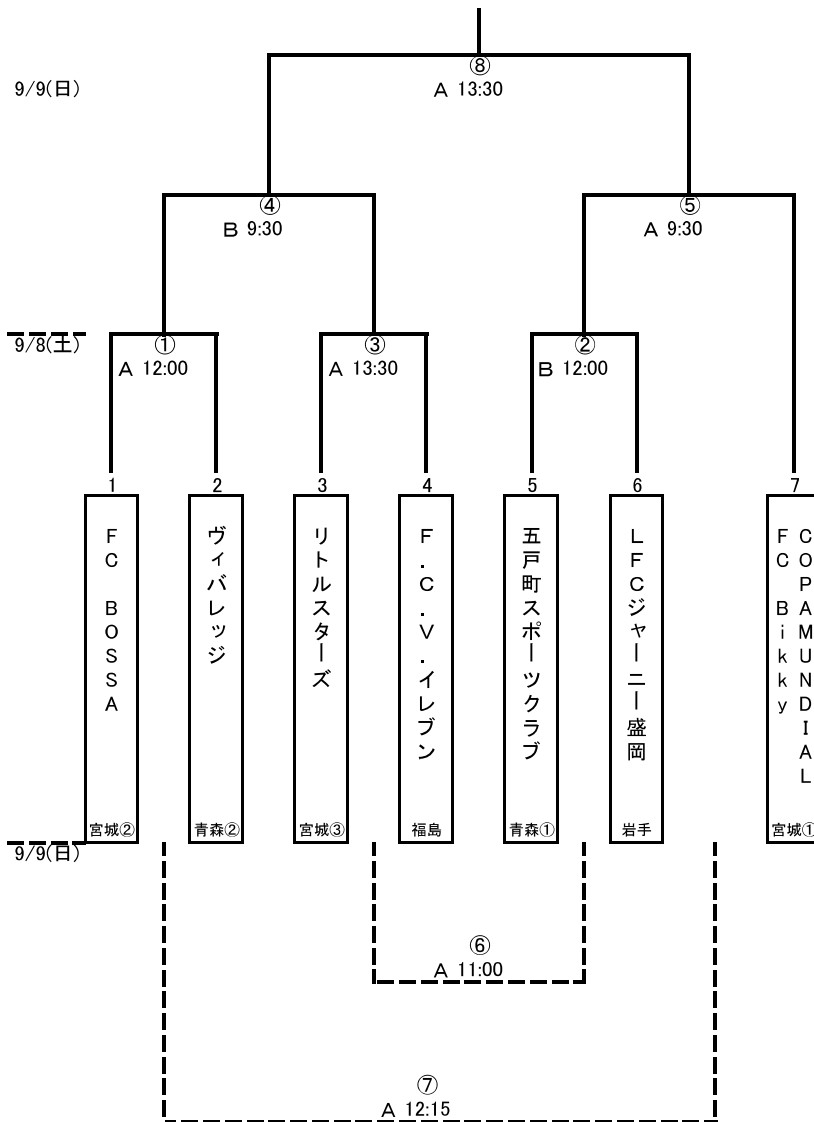 ⑧
9/9(日)
A 13:30
④
⑤
B 9:30
A 9:30
9/8(土)
①
③
②
A 12:00
A 13:30
B 12:00
1
2
3
4
5
6
7
FC BOSSA
ヴィバレッジ
リトルスターズ
F.C.V.イレブン
五戸町スポーツクラブ
LFCジャーニー盛岡
COPAMUNDIAL
FC Bikky
宮城②
青森②
宮城③
福島
青森①
岩手
宮城①
9/9(日)
⑥
A 11:00
⑦
A 12:15